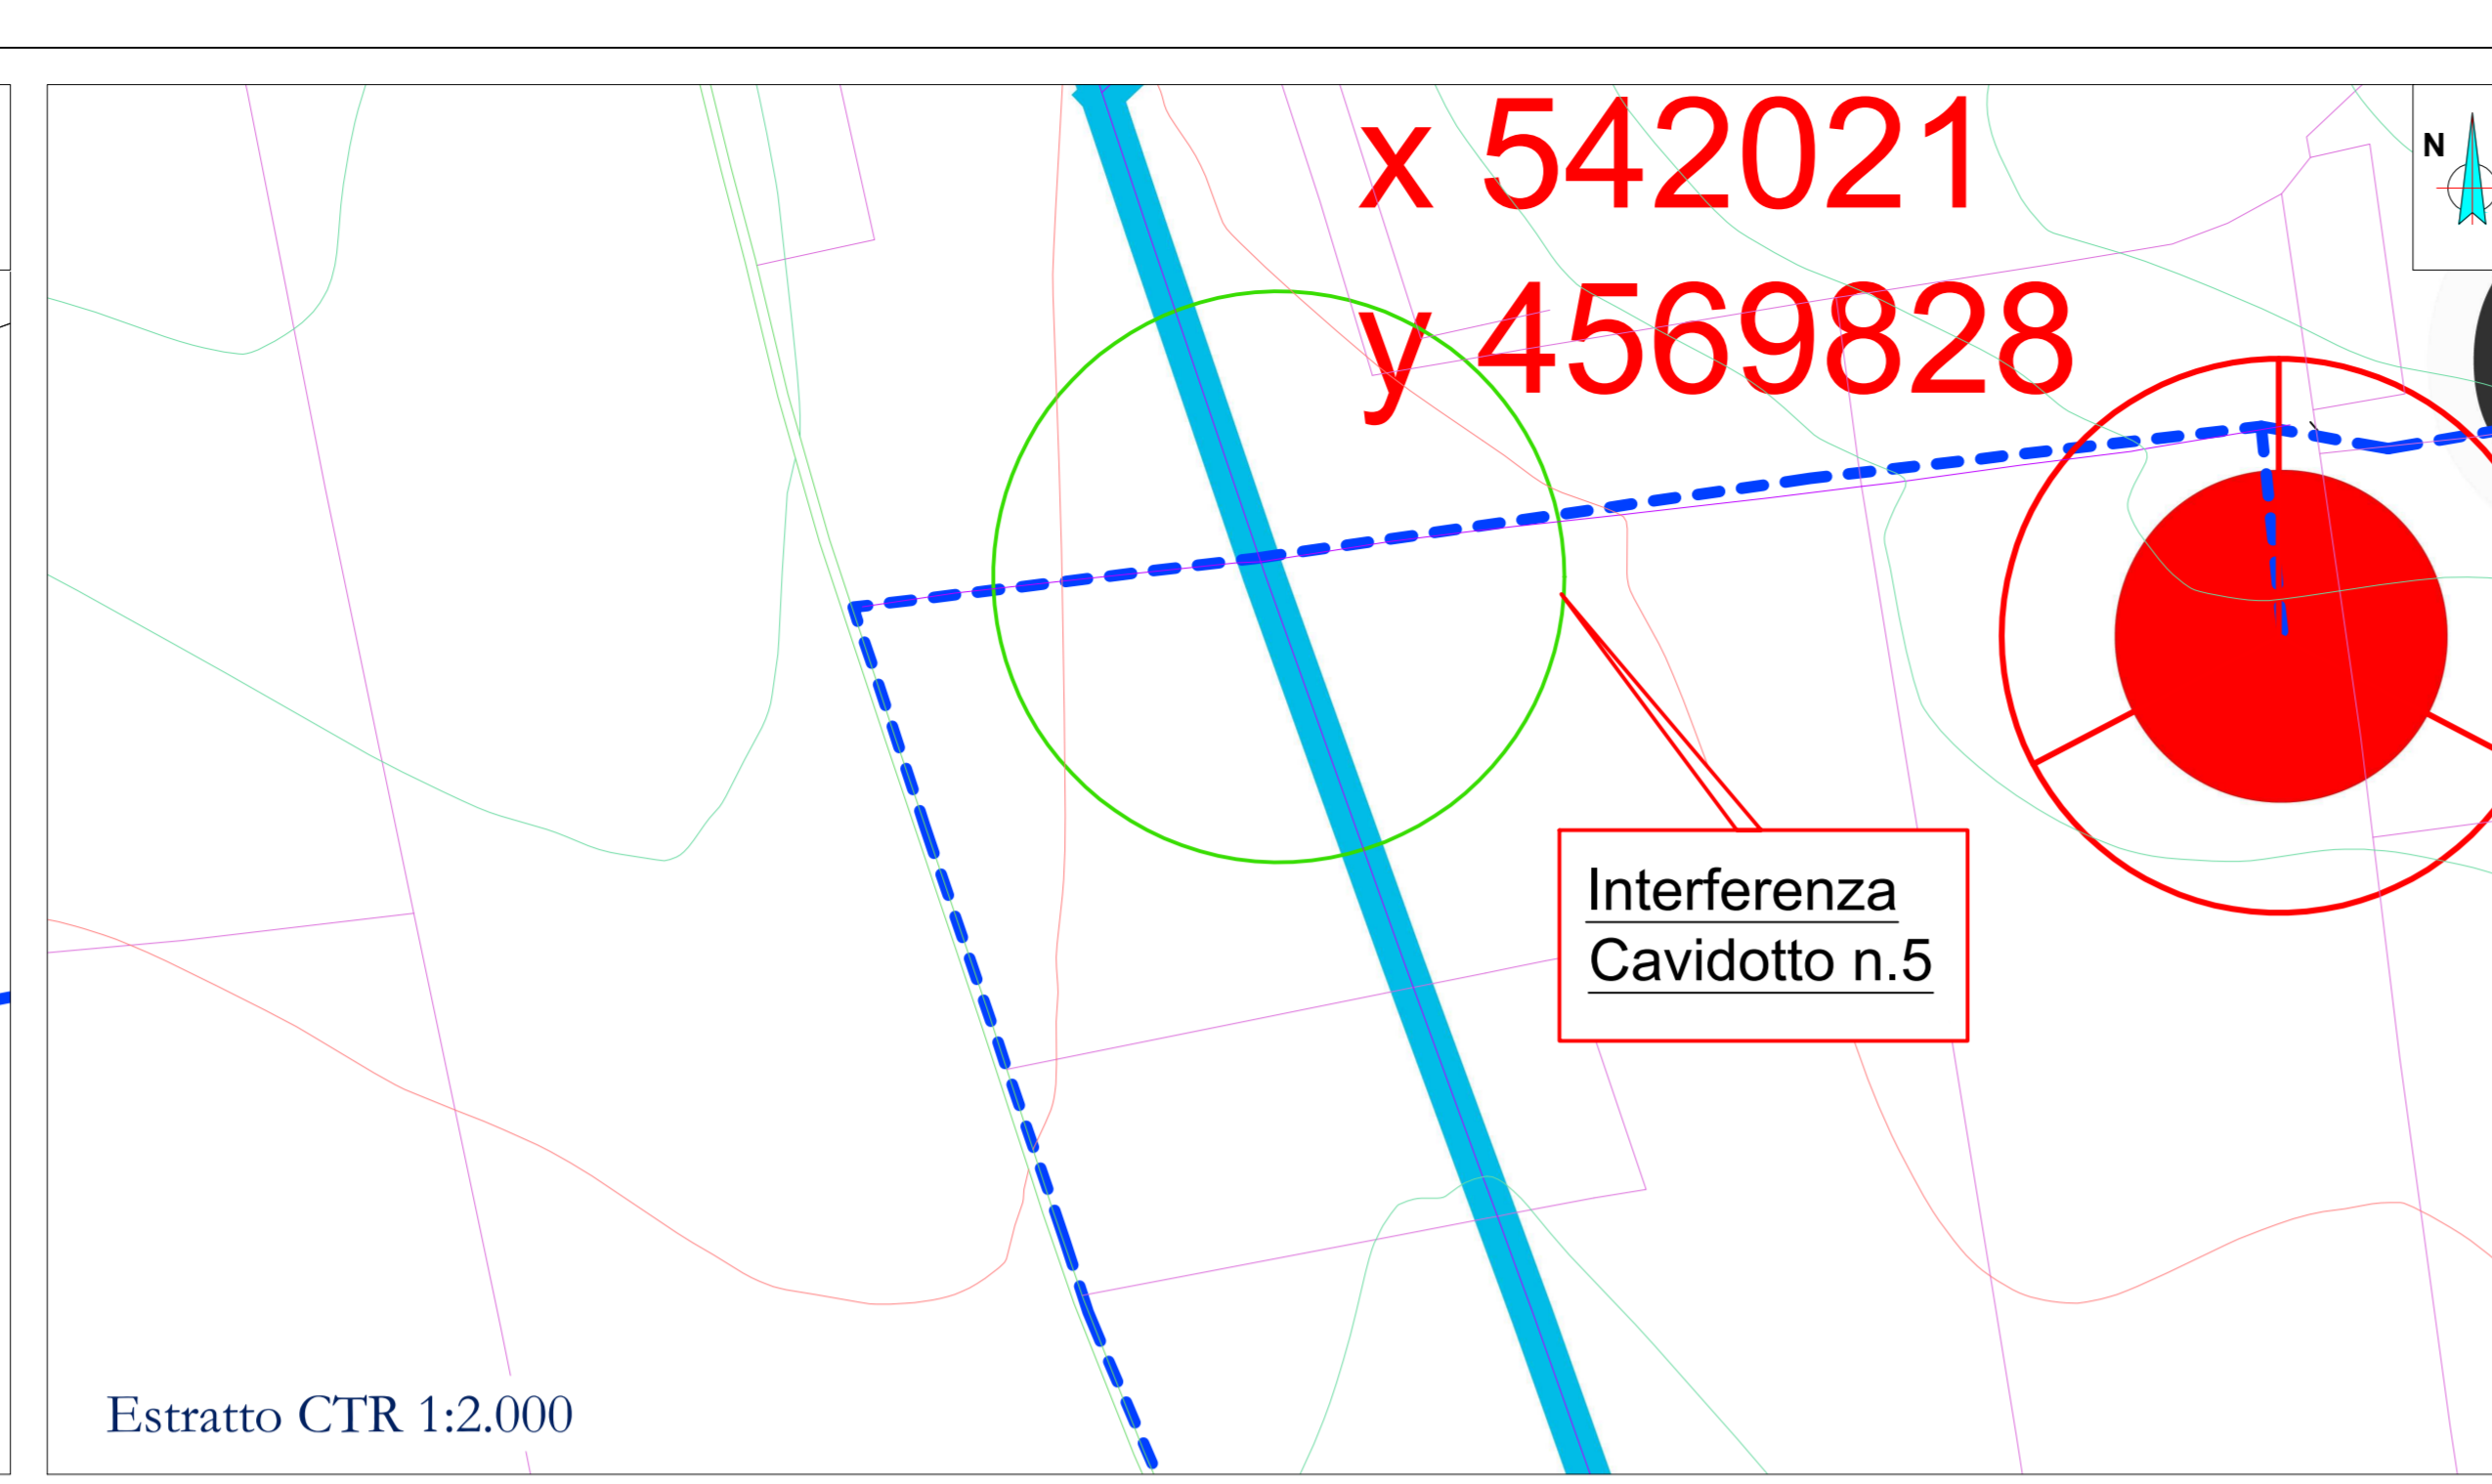 x 542021
N
y 4569828
Interferenza
Cavidotto n.5
Estratto CTR 1:2.000